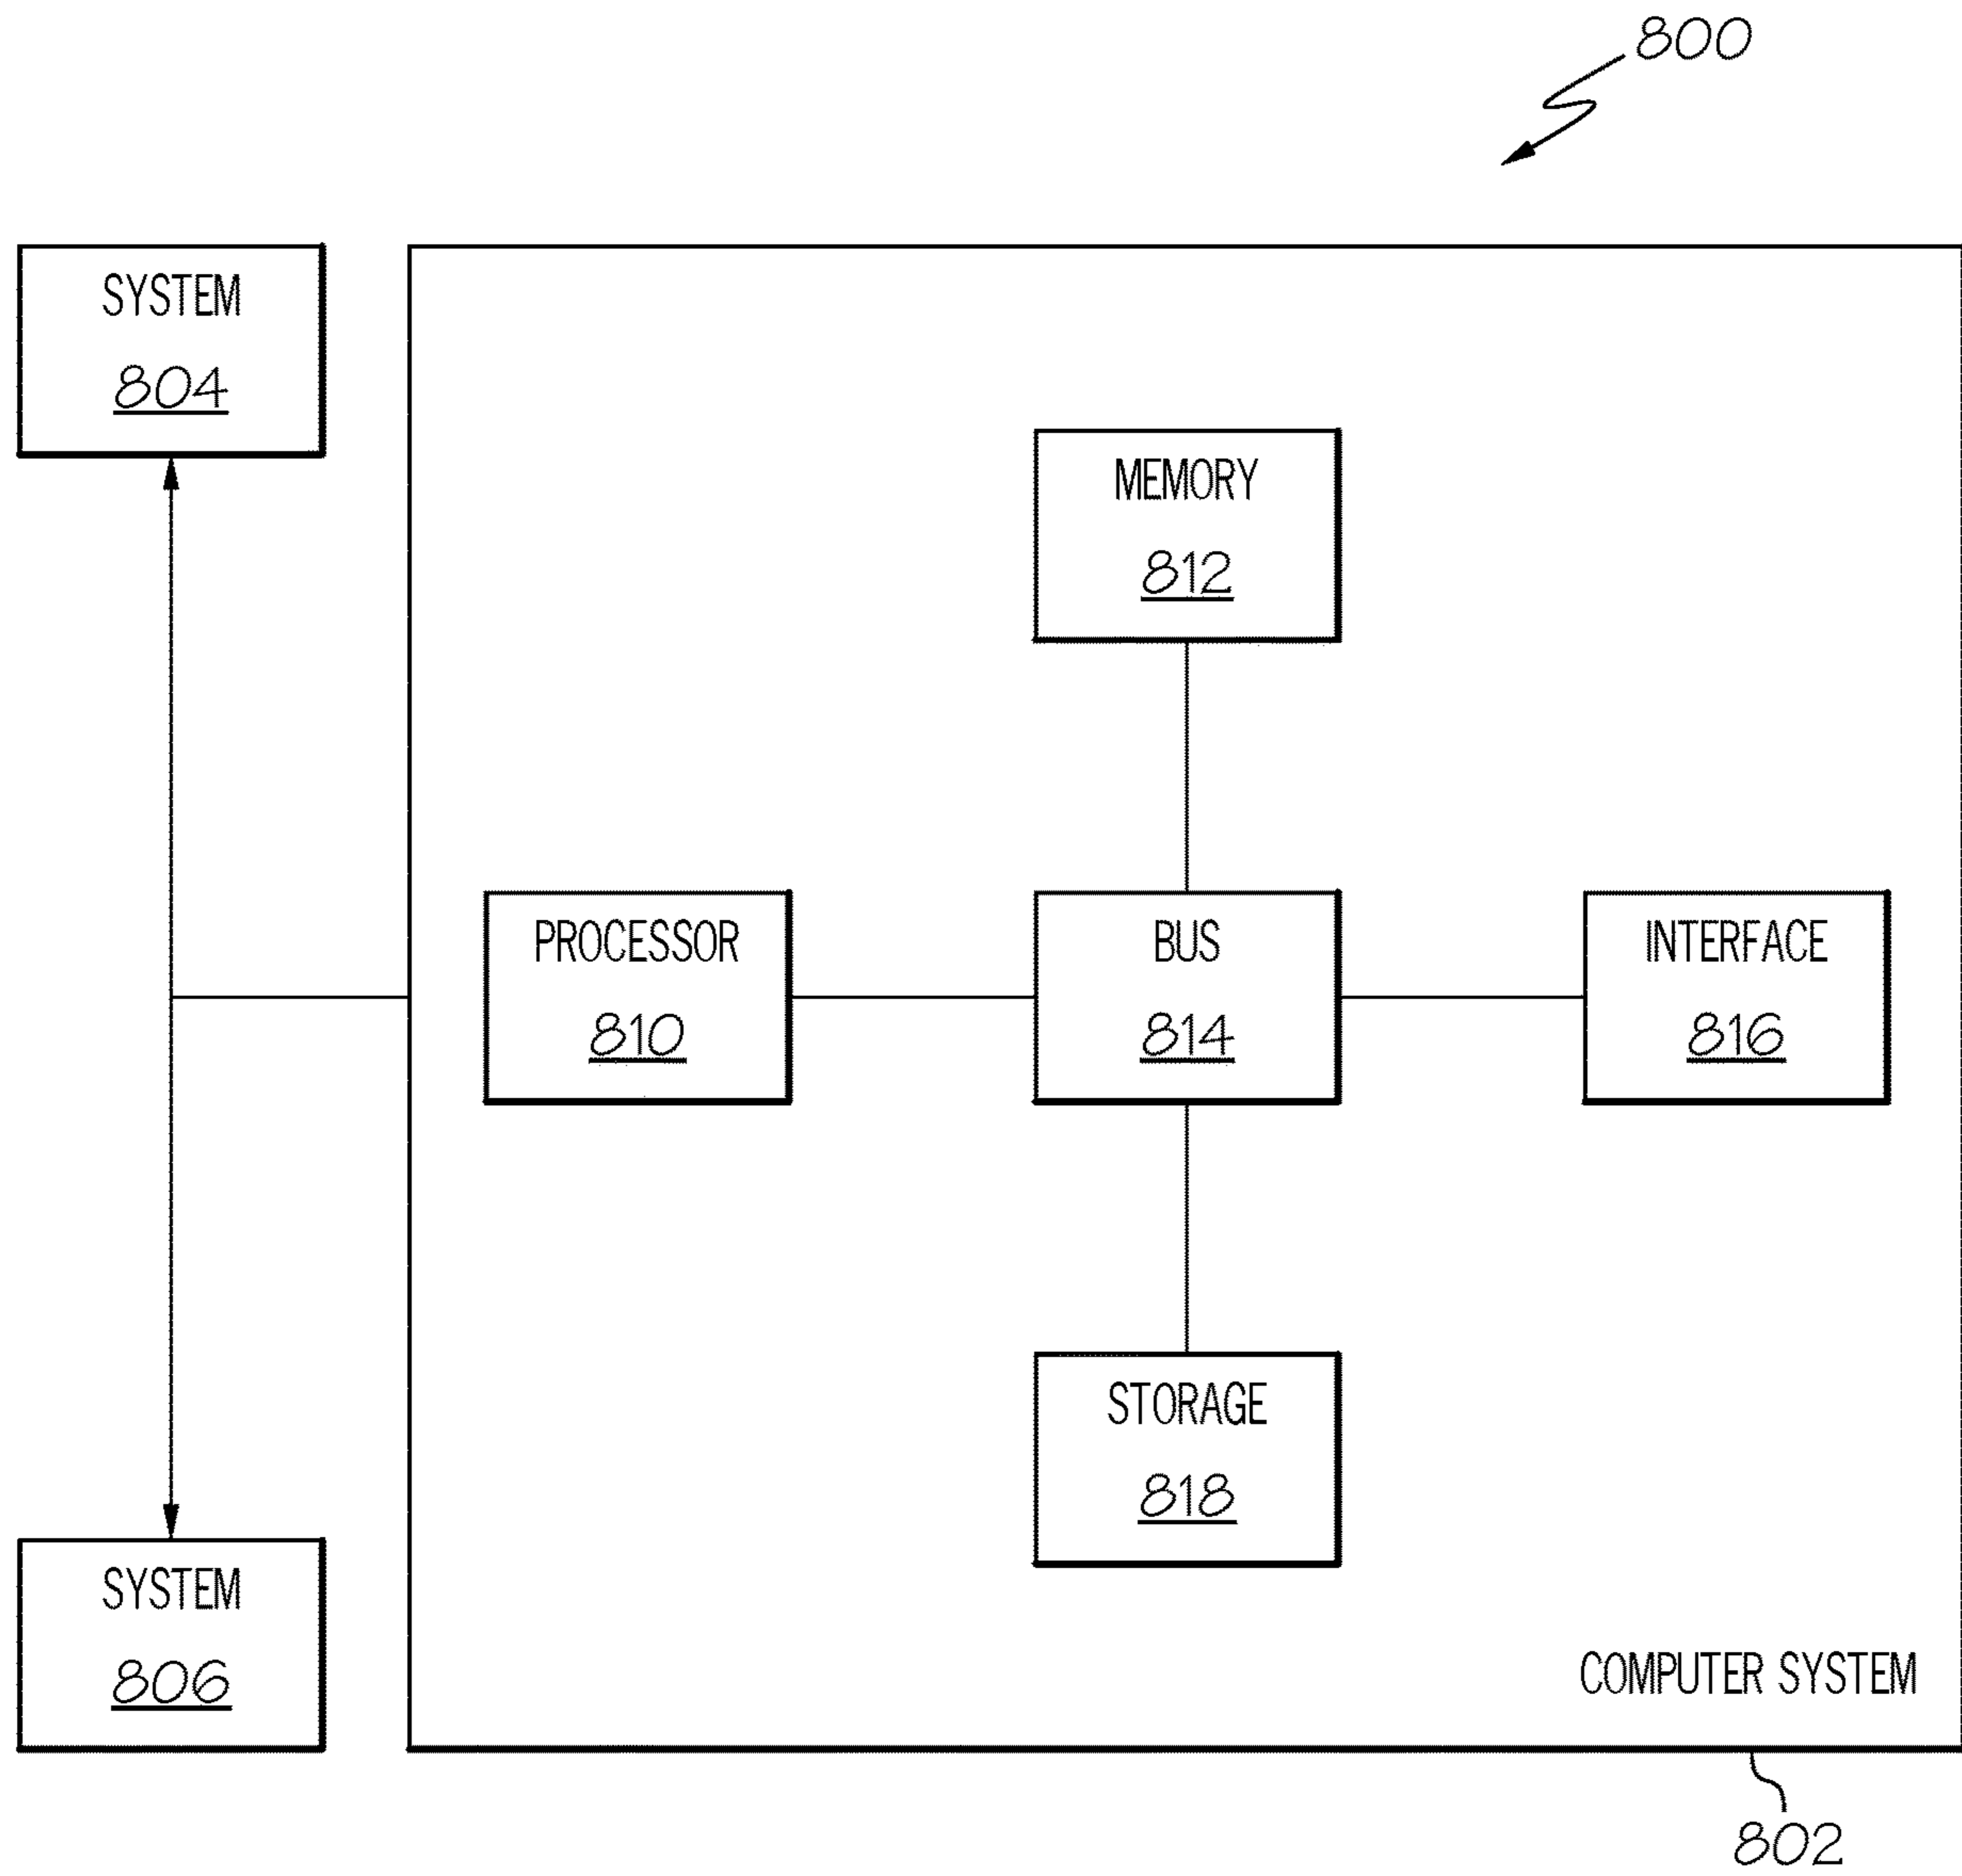 800
SYSTEM
804
MEMORY
812
PROCESSOR
810
BUS
814
INTERFACE
816
STORAGE
818
SYSTEM
806
COMPUTER SYSTEM
802